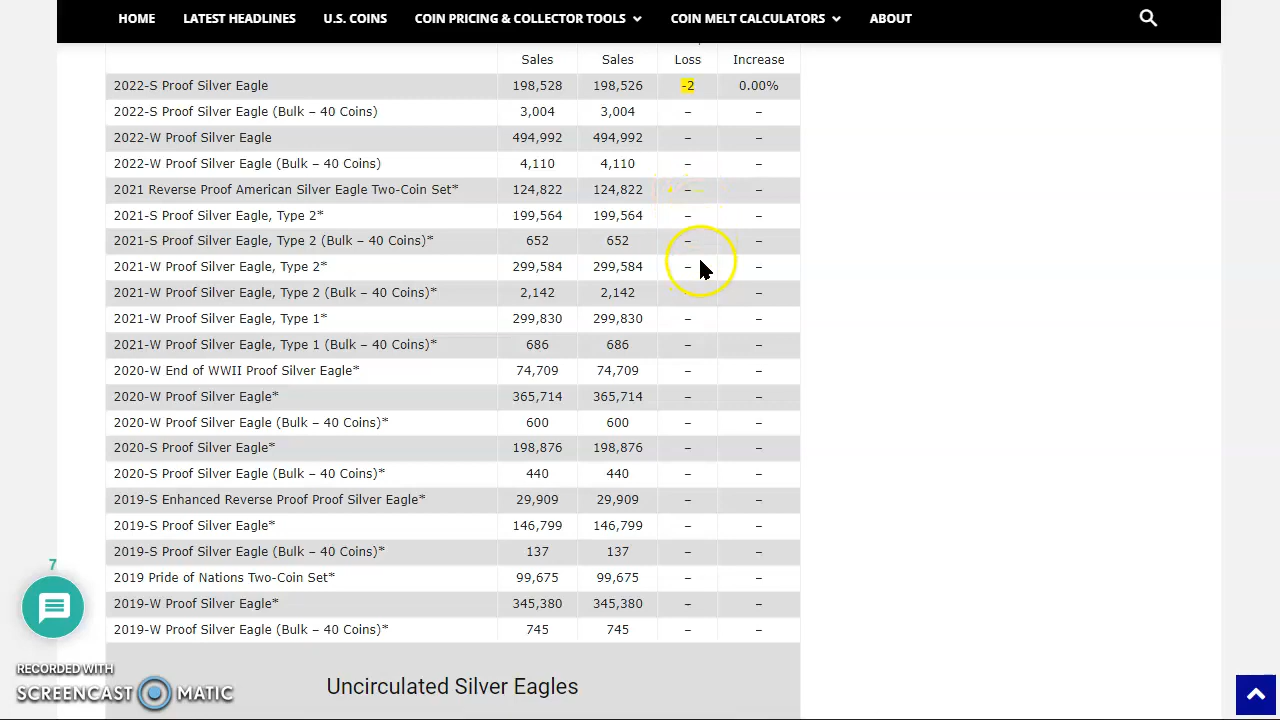 HOME LATEST HEADLINES U.S. COINS COIN PRICING & COLLECTOR TOOLS COIN MELT CALCULATORS ABOUT
Sales Sales Loss Increase
2022-S Proof Silver Eagle 198,528 198,526 -2 0.00%
2022-S Proof Silver Eagle (Bulk – 40 Coins) 3,004 3,004 – –
2022-W Proof Silver Eagle 494,992 494,992 – –
2022-W Proof Silver Eagle (Bulk – 40 Coins) 4,110 4,110 – –
2021 Reverse Proof American Silver Eagle Two-Coin Set* 124,822 124,822 – –
2021-S Proof Silver Eagle, Type 2* 199,564 199,564 – –
2021-S Proof Silver Eagle, Type 2 (Bulk – 40 Coins)* 652 652 – –
2021-W Proof Silver Eagle, Type 2* 299,584 299,584 – –
2021-W Proof Silver Eagle, Type 2 (Bulk – 40 Coins)* 2,142 2,142 – –
2021-W Proof Silver Eagle, Type 1* 299,830 299,830 – –
2021-W Proof Silver Eagle, Type 1 (Bulk – 40 Coins)* 686 686 – –
2020-W End of WWII Proof Silver Eagle* 74,709 74,709 – –
2020-W Proof Silver Eagle* 365,714 365,714 – –
2020-W Proof Silver Eagle (Bulk – 40 Coins)* 600 600 – –
2020-S Proof Silver Eagle* 198,876 198,876 – –
2020-S Proof Silver Eagle (Bulk – 40 Coins)* 440 440 – –
2019-S Enhanced Reverse Proof Proof Silver Eagle* 29,909 29,909 – –
2019-S Proof Silver Eagle* 146,799 146,799 – –
2019-S Proof Silver Eagle (Bulk – 40 Coins)* 137 137 – –
2019 Pride of Nations Two-Coin Set* 99,675 99,675 – –
2019-W Proof Silver Eagle* 345,380 345,380 – –
2019-W Proof Silver Eagle (Bulk – 40 Coins)* 745 745 – –
7
Uncirculated Silver Eagles
RECORDED WITH
SCREENCAST MATIC